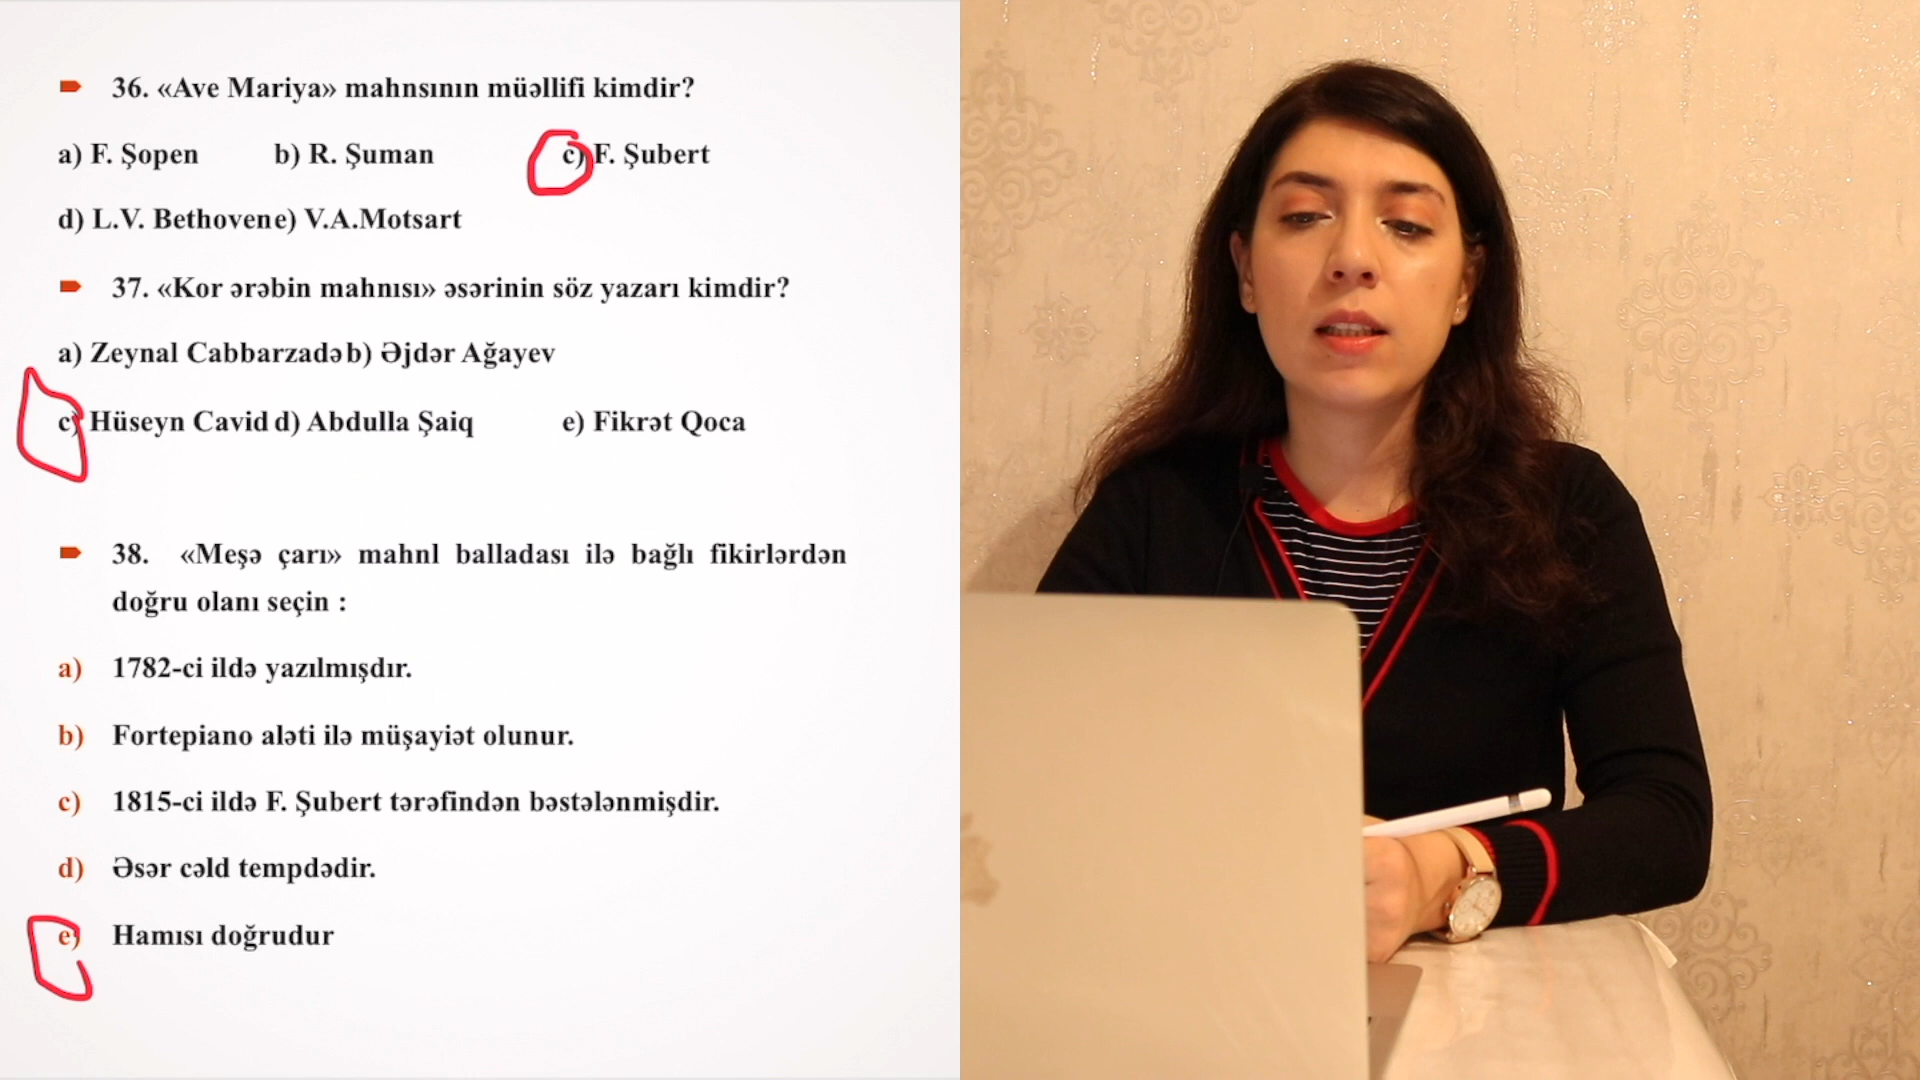 36. «Ave Mariya» mahnsının müəllifi kimdir?
a) F. Şopen b) R. Şuman c) F. Şubert
d) L.V. Bethoven e) V.A.Motsart
37. «Kor ərəbin mahnısı» əsərinin söz yazarı kimdir?
a) Zeynal Cabbarzadə b) Əjdər Ağayev
c) Hüseyn Cavid d) Abdulla Şaiq e) Fikrət Qoca
38. «Meşə çarı» mahnl balladası ilə bağlı fikirlərdən
doğru olanı seçin :
a) 1782-ci ildə yazılmışdır.
b) Fortepiano aləti ilə müşayiət olunur.
c) 1815-ci ildə F. Şubert tərəfindən bəstələnmişdir.
d) Əsər cəld tempdədir.
e) Hamısı doğrudur